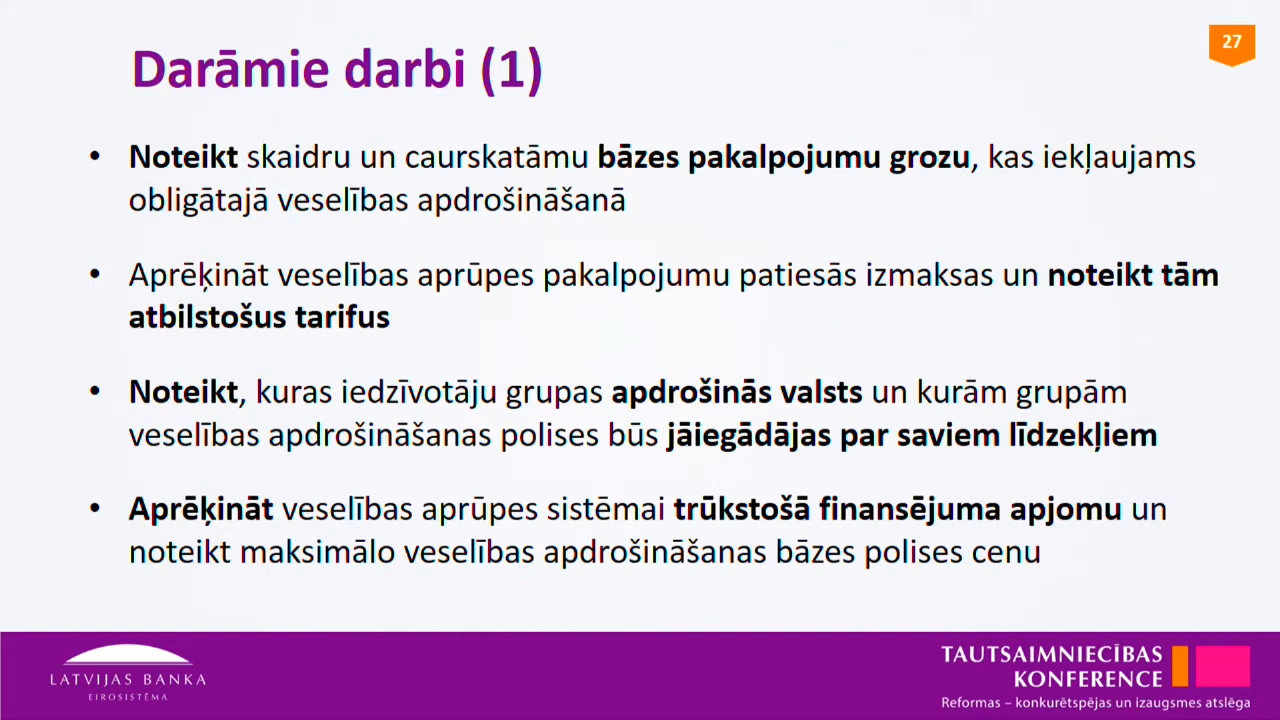 27
Darāmie darbi (1)
• Noteikt skaidru un caurskatāmu bāzes pakalpojumu grozu, kas iekļaujams
obligātajā veselības apdrošināšanā
• Aprēķināt veselības aprūpes pakalpojumu patiesās izmaksas un noteikt tām
atbilstošus tarifus
• Noteikt, kuras iedzīvotāju grupas apdrošinās valsts un kurām grupām
veselības apdrošināšanas polises būs jāiegādājas par saviem līdzekļiem
• Aprēķināt veselības aprūpes sistēmai trūkstošā finansējuma apjomu un
noteikt maksimālo veselības apdrošināšanas bāzes polises cenu
LATVIJAS BANKA
EIROSISTĒMA
TAUTSAIMNIECĪBAS
KONFERENCE
Reformas – konkurētspējas un izaugsmes atslēga